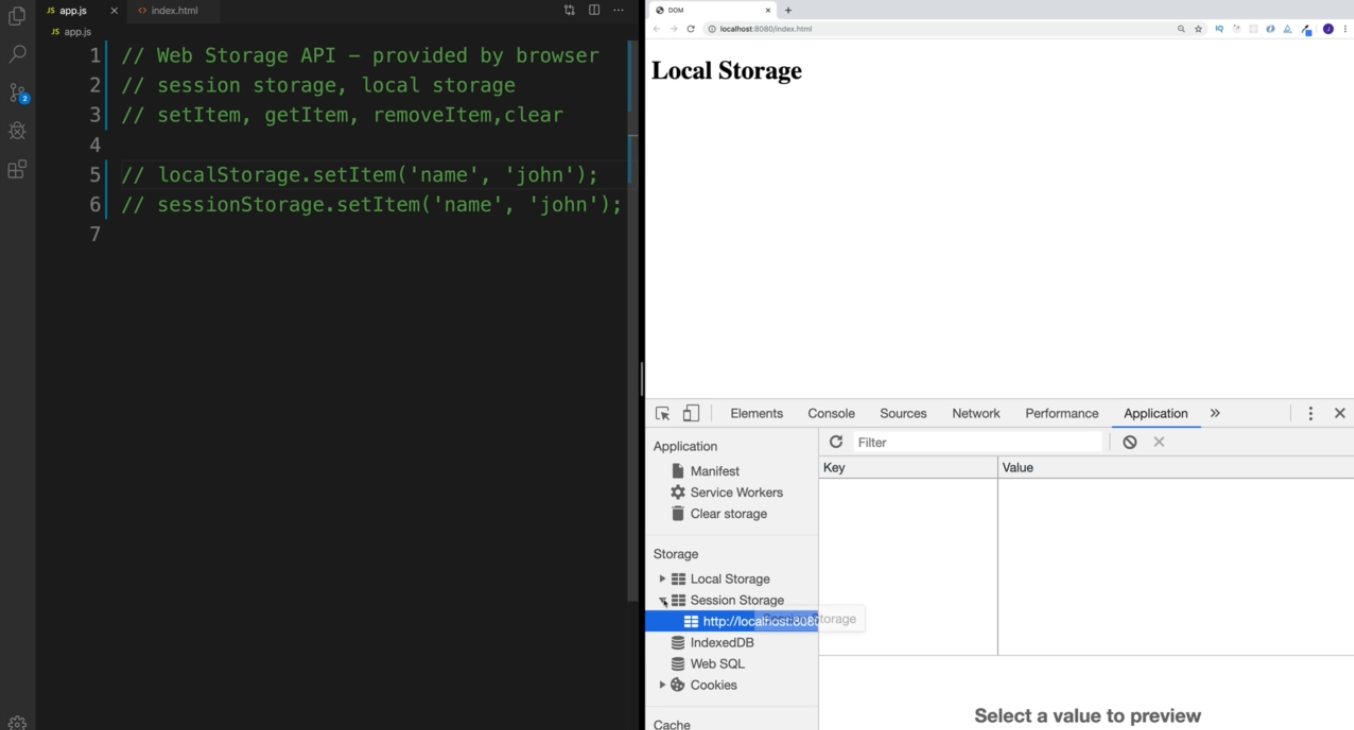 app.js
index.html
JS app.js
1 // Web Storage API – provided by browser
2 // session storage, local storage
3 // setItem, getItem, removeItem,clear
4
5 // localStorage.setItem('name', 'john');
6 // sessionStorage.setItem('name', 'john');
7
2
DOM
localhost:8080/index.html
IQ
J
Local Storage
Elements Console Sources Network Performance Application »
Application
Manifest
Service Workers
Clear storage
Storage
Local Storage
Session Storage
http://localhost:8080
IndexedDB
Web SQL
Cookies
Cache
Filter
Key Value
Select a value to preview